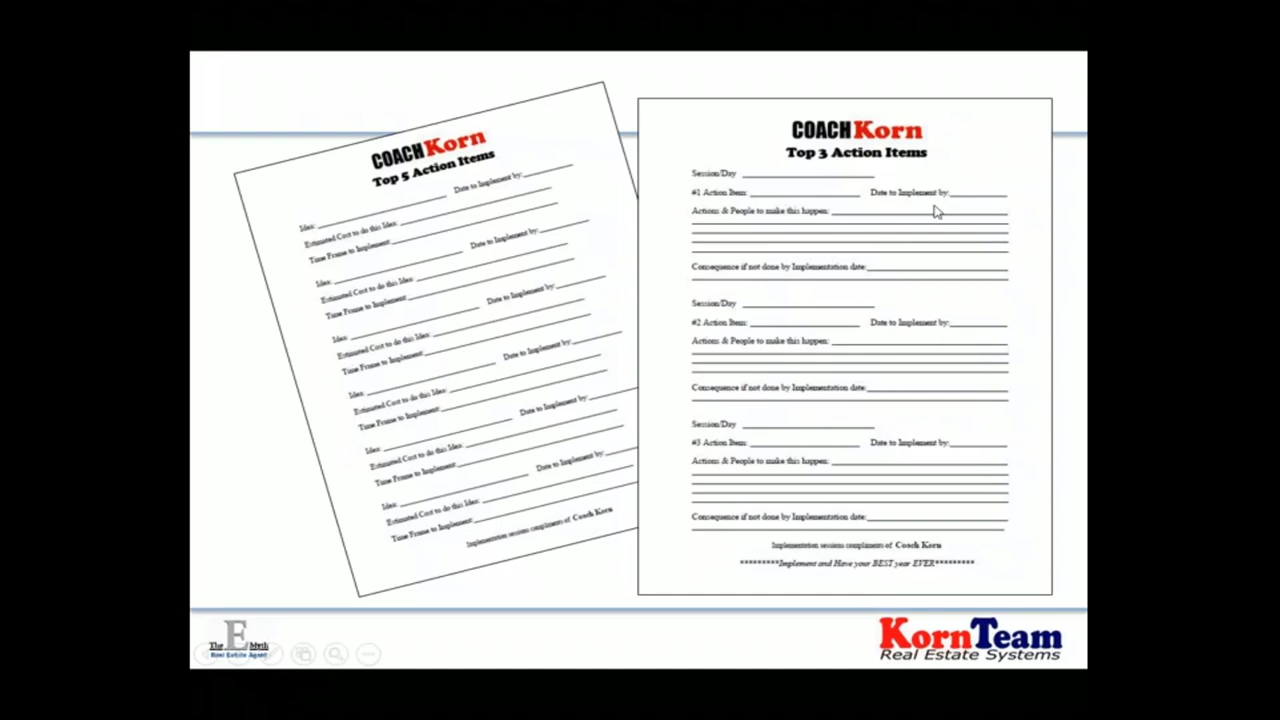 COACH Korn
Top 5 Action Items
Idea: Date to Implement by:
Estimated Cost to do this Idea:
Time Frame to Implement:
Idea: Date to Implement by:
Estimated Cost to do this Idea:
Time Frame to Implement:
Idea: Date to Implement by:
Estimated Cost to do this Idea:
Time Frame to Implement:
Idea: Date to Implement by:
Estimated Cost to do this Idea:
Time Frame to Implement:
Idea: Date to Implement by:
Estimated Cost to do this Idea:
Time Frame to Implement:
Idea: Date to Implement by:
Estimated Cost to do this Idea:
Time Frame to Implement:
Implementation sessions compliments of Coach Korn
COACH Korn
Top 3 Action Items
Session/Day
#1 Action Item: Date to Implement by:
Actions & People to make this happen:
Consequence if not done by Implementation date:
Session/Day
#2 Action Item: Date to Implement by:
Actions & People to make this happen:
Consequence if not done by Implementation date:
Session/Day
#3 Action Item: Date to Implement by:
Actions & People to make this happen:
Consequence if not done by Implementation date:
Implementation sessions compliments of Coach Korn
*********Implement and Have your BEST year EVER*********
The E Myth
Real Estate Agent
KornTeam
Real Estate Systems